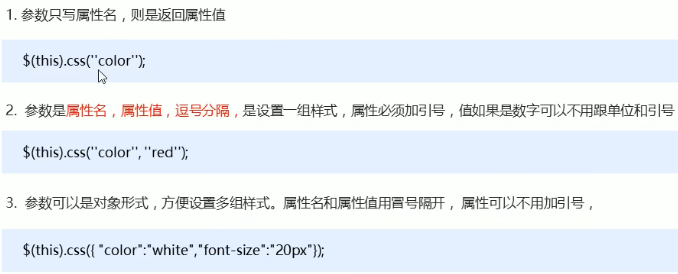 1. 参数只写属性名，则是返回属性值
$(this).css(''color'');
2. 参数是属性名，属性值，逗号分隔，是设置一组样式，属性必须加引号，值如果是数字可以不用跟单位和引号
$(this).css(''color'', ''red'');
3. 参数可以是对象形式，方便设置多组样式。属性名和属性值用冒号隔开， 属性可以不用加引号，
$(this).css({ "color":"white","font-size":"20px"});